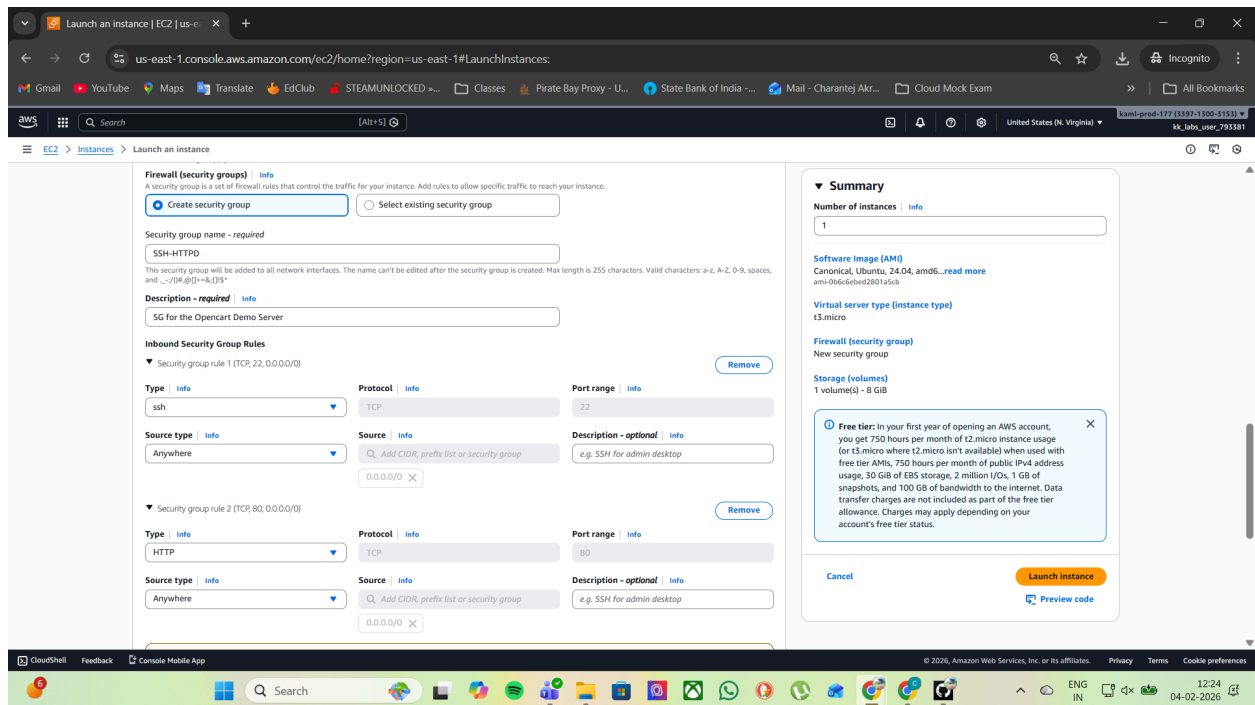 Launch an instance | EC2 | us-e
us-east-1.console.aws.amazon.com/ec2/home?region=us-east-1#LaunchInstances:
Incognito
Gmail YouTube Maps Translate EdClub STEAMUNLOCKED »... Classes Pirate Bay Proxy - U... State Bank of India -... Mail - Charantej Akr... Cloud Mock Exam » All Bookmarks
aws Search [Alt+S] United States (N. Virginia) kaml-prod-177 (3397-1300-3153)
kk_labs_user_793381
EC2 > Instances > Launch an instance
Firewall (security groups) | Info
A security group is a set of firewall rules that control the traffic for your instance. Add rules to allow specific traffic to reach your instance.
Create security group Select existing security group
Security group name - required
SSH-HTTPD
This security group will be added to all network interfaces. The name can't be edited after the security group is created. Max length is 255 characters. Valid characters: a-z, A-Z, 0-9, spaces,
and ._-:/()#,@[]+=&;{}!$*
Description - required | Info
SG for the Opencart Demo Server
Inbound Security Group Rules
Security group rule 1 (TCP, 22, 0.0.0.0/0) Remove
Type | Info Protocol | Info Port range | Info
ssh TCP 22
Source type | Info Source | Info Description - optional | Info
Anywhere Add CIDR, prefix list or security group e.g. SSH for admin desktop
0.0.0.0/0
Security group rule 2 (TCP, 80, 0.0.0.0/0) Remove
Type | Info Protocol | Info Port range | Info
HTTP TCP 80
Source type | Info Source | Info Description - optional | Info
Anywhere Add CIDR, prefix list or security group e.g. SSH for admin desktop
0.0.0.0/0
Summary
Number of instances | Info
1
Software Image (AMI)
Canonical, Ubuntu, 24.04, amd6...read more
ami-0b6c6ebed2801a5cb
Virtual server type (instance type)
t3.micro
Firewall (security group)
New security group
Storage (volumes)
1 volume(s) - 8 GiB
Free tier: In your first year of opening an AWS account,
you get 750 hours per month of t2.micro instance usage
(or t3.micro where t2.micro isn't available) when used with
free tier AMIs, 750 hours per month of public IPv4 address
usage, 30 GiB of EBS storage, 2 million I/Os, 1 GB of
snapshots, and 100 GB of bandwidth to the internet. Data
transfer charges are not included as part of the free tier
allowance. Charges may apply depending on your
account's free tier status.
Cancel Launch instance
Preview code
CloudShell Feedback Console Mobile App © 2026, Amazon Web Services, Inc. or its affiliates. Privacy Terms Cookie preferences
6 Search ENG 12:24
IN 04-02-2026